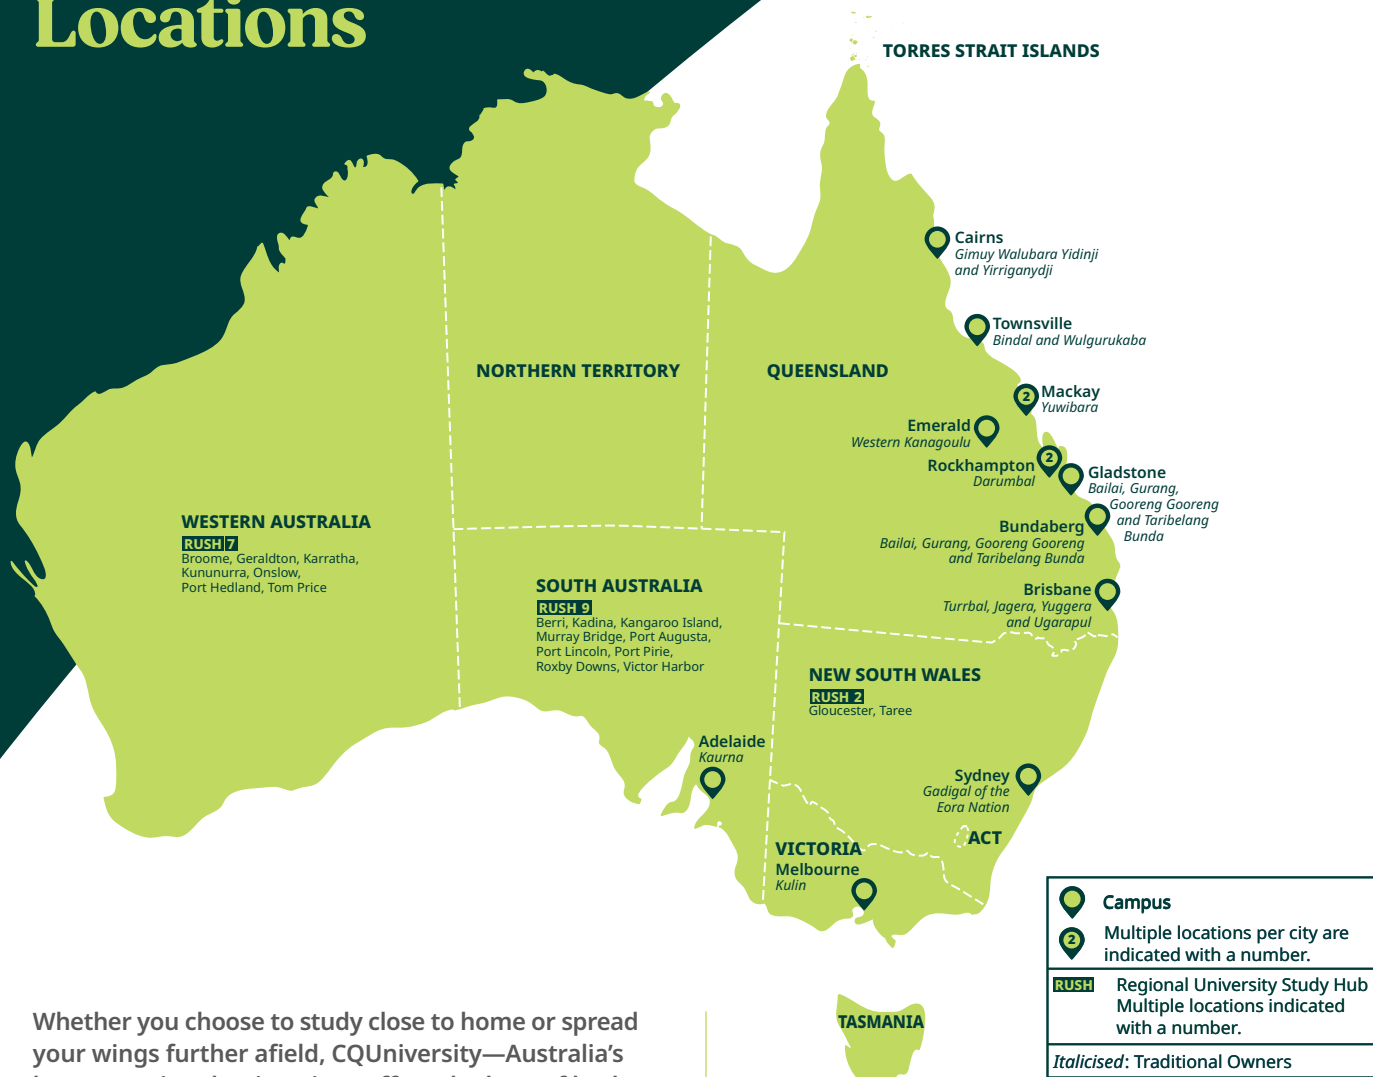 Locations
TORRES STRAIT ISLANDS
Cairns
Gimuy Walubara Yidinji
and Yirriganydji
Townsville
Bindal and Wulgurukaba
NORTHERN TERRITORY
QUEENSLAND
2
Mackay
Yuwibara
Emerald
Western Kanagoulu
2
Rockhampton
Darumbal
Gladstone
Bailai, Gurang,
Gooreng Gooreng
and Taribelang
Bunda
Bundaberg
Bailai, Gurang, Gooreng Gooreng
and Taribelang Bunda
Brisbane
Turrbal, Jagera, Yuggera
and Ugarapul
WESTERN AUSTRALIA
RUSH 7
Broome, Geraldton, Karratha,
Kununurra, Onslow,
Port Hedland, Tom Price
SOUTH AUSTRALIA
RUSH 9
Berri, Kadina, Kangaroo Island,
Murray Bridge, Port Augusta,
Port Lincoln, Port Pirie,
Roxby Downs, Victor Harbor
NEW SOUTH WALES
RUSH 2
Gloucester, Taree
Adelaide
Kaurna
Sydney
Gadigal of the
Eora Nation
ACT
VICTORIA
Melbourne
Kulin
TASMANIA
Campus
2
Multiple locations per city are
indicated with a number.
RUSH
Regional University Study Hub
Multiple locations indicated
with a number.
Italicised: Traditional Owners
Whether you choose to study close to home or spread
your wings further afield, CQUniversity—Australia's